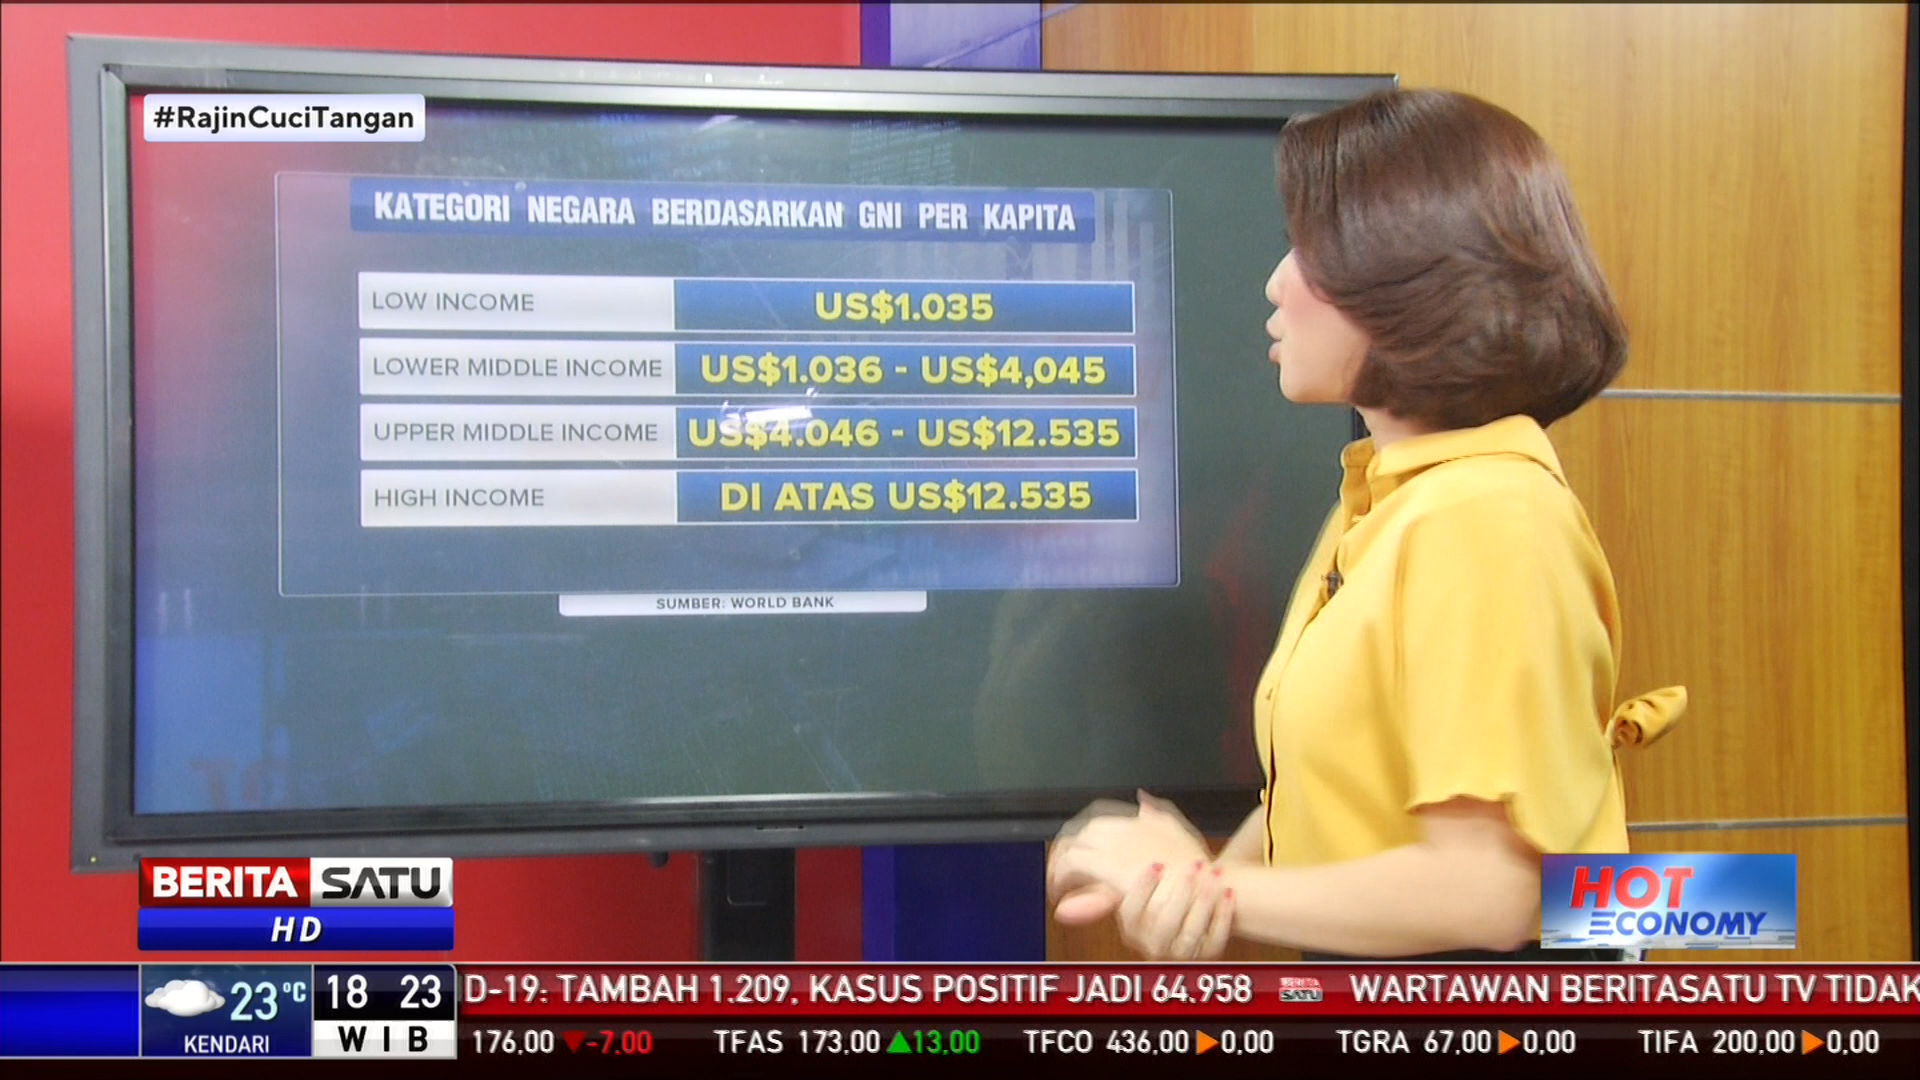 #RajinCuciTangan
KATEGORI NEGARA BERDASARKAN GNI PER KAPITA
LOW INCOME US$1.035
LOWER MIDDLE INCOME US$1.036 - US$4,045
UPPER MIDDLE INCOME US$4.046 - US$12.535
HIGH INCOME DI ATAS US$12.535
SUMBER: WORLD BANK
BERITA SATU
HD
HOT
ECONOMY
23°C
KENDARI
18 23
WIB
D-19: TAMBAH 1.209, KASUS POSITIF JADI 64.958 BERITA SATU WARTAWAN BERITASATU TV TIDAK
176,00 ▼-7,00 TFAS 173,00 ▲13,00 TFCO 436,00 ▶0,00 TGRA 67,00 ▶0,00 TIFA 200,00 ▶0,00